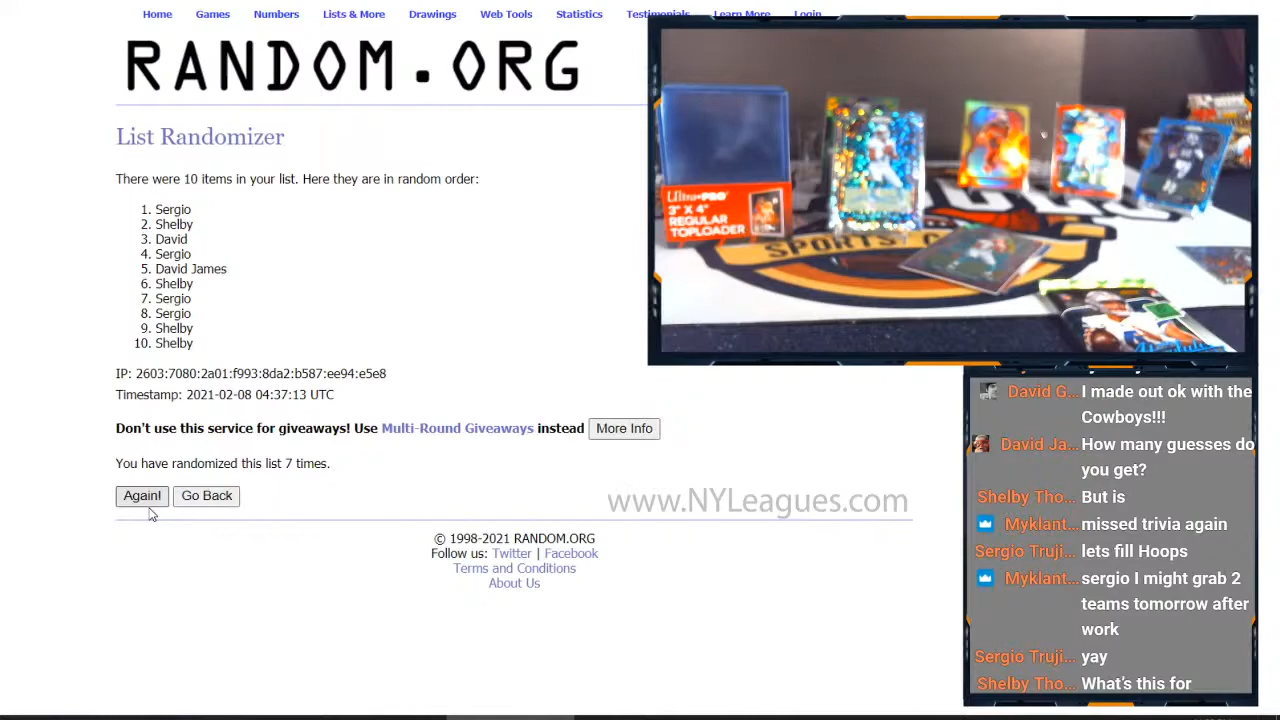 Home Games Numbers Lists & More Drawings Web Tools Statistics Testimonials Learn More Login
RANDOM.ORG
List Randomizer
There were 10 items in your list. Here they are in random order:
1. Sergio
2. Shelby
3. David
4. Sergio
5. David James
6. Shelby
7. Sergio
8. Sergio
9. Shelby
10. Shelby
IP: 2603:7080:2a01:f993:8da2:b587:ee94:e5e8
Timestamp: 2021-02-08 04:37:13 UTC
Don't use this service for giveaways! Use Multi-Round Giveaways instead More Info
You have randomized this list 7 times.
Again! Go Back
www.NYLeagues.com
© 1998-2021 RANDOM.ORG
Follow us: Twitter | Facebook
Terms and Conditions
About Us
Ultra-PRO
3" X 4"
REGULAR
TOPLOADER
SPORTS
David G... I made out ok with the
Cowboys!!!
David Ja... How many guesses do
you get?
Shelby Tho... But is
Myklant... missed trivia again
Sergio Truji... lets fill Hoops
Myklant... sergio I might grab 2
teams tomorrow after
work
Sergio Truji... yay
Shelby Tho... What's this for